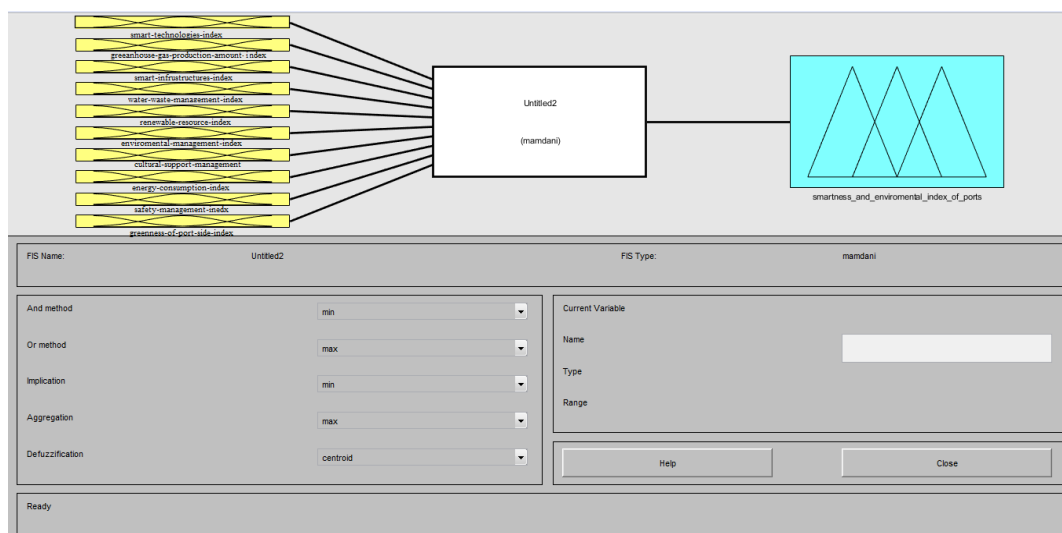 smart-technologies-index
greeanhouse-gas-production-amount-index
smart-infrustructures-index
water-waste-management-index
renewable-resource-index
enviromental-management-index
cultural-support-management
energy-consumption-index
safety-management-inedx
greenness-of-port-side-index
Untitled2
(mamdani)
smartness_and_enviromental_index_of_ports
FIS Name: Untitled2 FIS Type: mamdani
And method min
Or method max
Implication min
Aggregation max
Defuzzification centroid
Current Variable
Name
Type
Range
Help Close
Ready